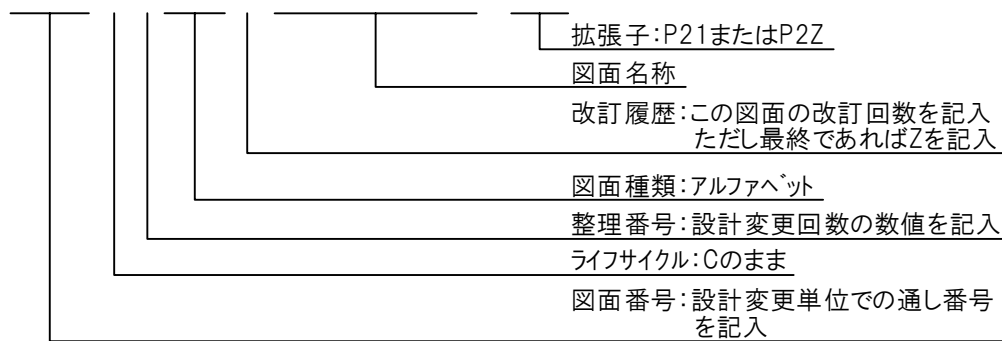 拡張子：P21またはP2Z
図面名称
改訂履歴：この図面の改訂回数を記入
ただし最終であればZを記入
図面種類：アルファベット
整理番号：設計変更回数の数値を記入
ライフサイクル：Cのまま
図面番号：設計変更単位での通し番号
を記入